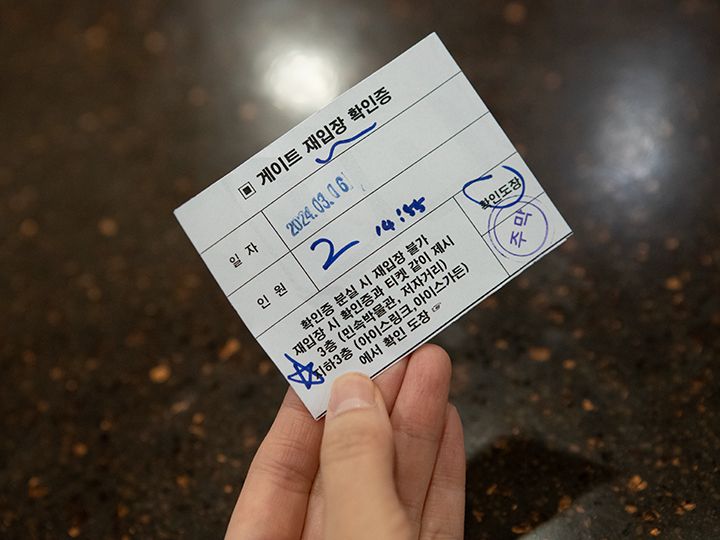 ▣ 게이트 재입장 확인증
일 자
2024.03.06
인 원
2 14:55
확인증 분실 시 재입장 불가
재입장 시 확인증과 티켓 같이 제시
3층 (민속박물관, 저자거리)
지하3층 (아이스링크, 아이스가든)
에서 확인 도장 ☞
확인도장
주막